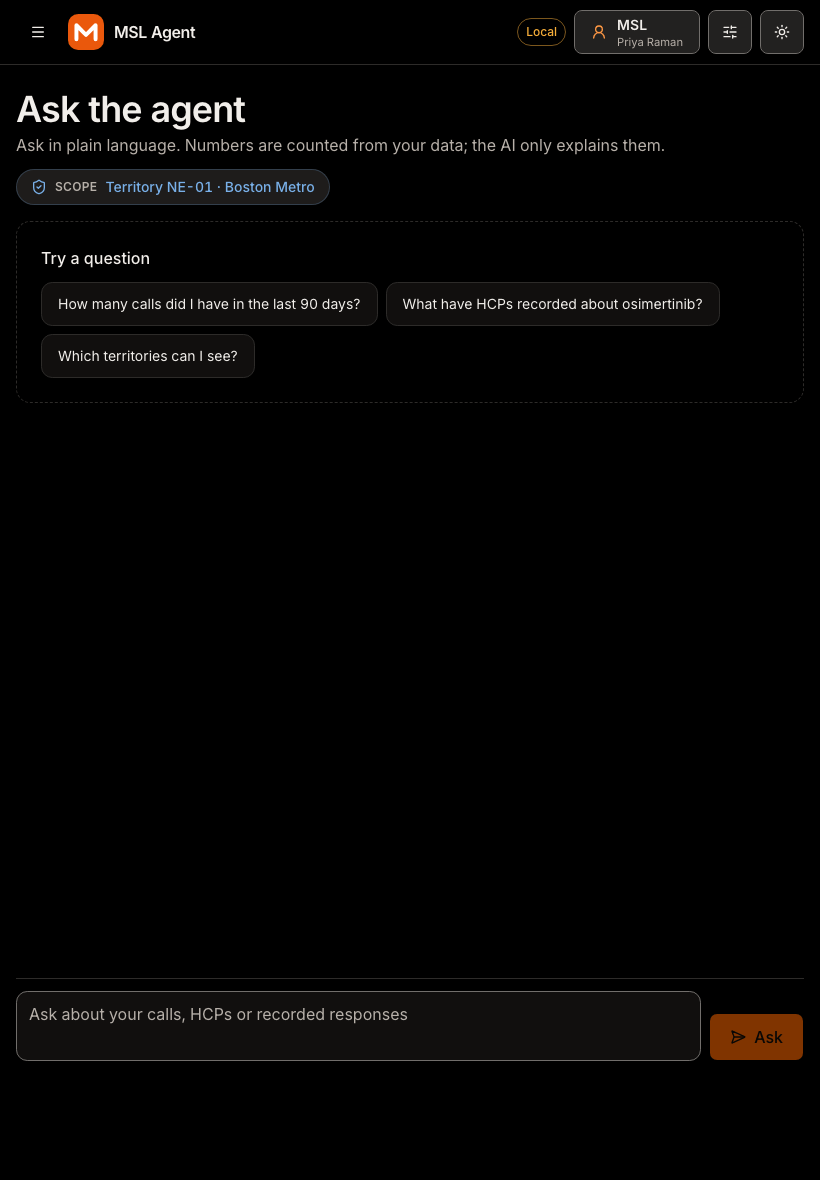 MSL Agent
Local
MSL
Priya Raman
Ask the agent
Ask in plain language. Numbers are counted from your data; the AI only explains them.
SCOPE Territory NE-01 · Boston Metro
Try a question
How many calls did I have in the last 90 days?
What have HCPs recorded about osimertinib?
Which territories can I see?
Ask about your calls, HCPs or recorded responses
Ask